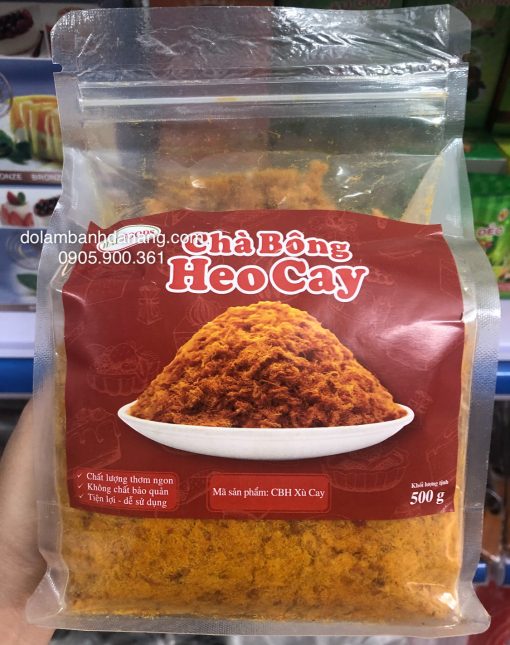 dolambanhdanang.com
0905.900.361
Chà Bông
Heo Cay
Chất lượng thơm ngon
Không chất bảo quản
Tiện lợi - dễ sử dụng
Mã sản phẩm: CBH Xù Cay
Khối lượng tịnh
500 g
BRONZE